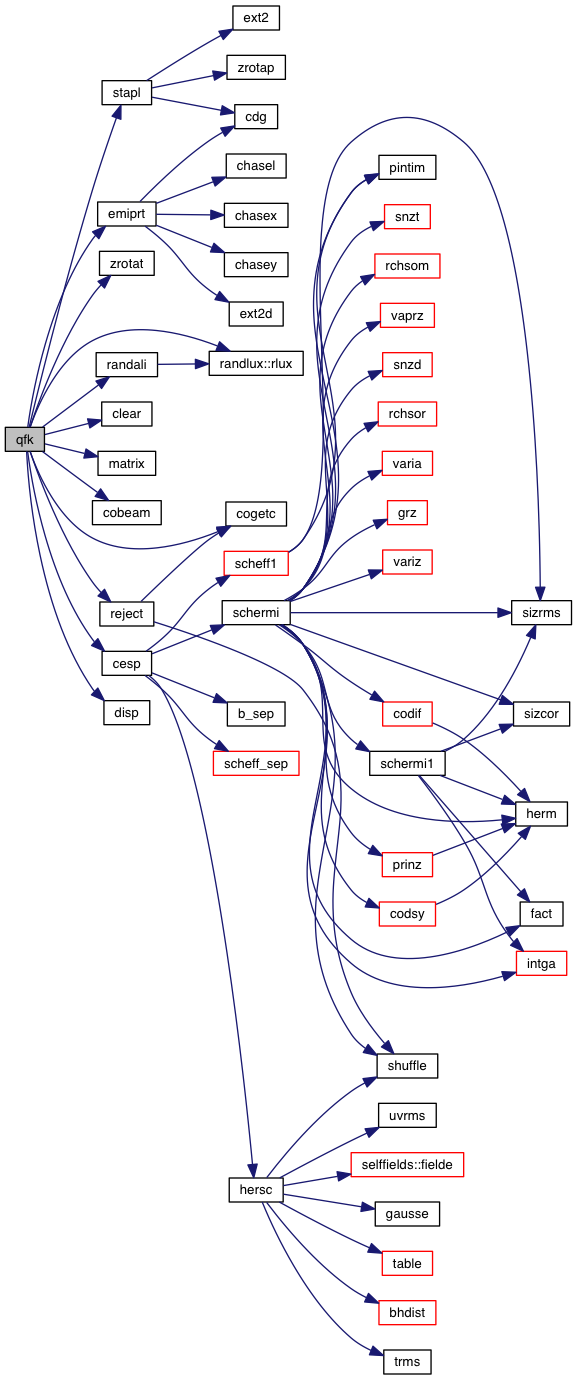 ext2
zrotap
stapl
cdg
chasel
pintim
emiprt
chasex
snzt
zrotat
chasey
rchsom
ext2d
vaprz
randali
randlux::rlux
snzd
clear
rchsor
qfk
matrix
varia
cobeam
cogetc
grz
scheff1
variz
reject
schermi
sizrms
cesp
disp
b_sep
codif
sizcor
scheff_sep
schermi1
herm
prinz
codsy
fact
intga
shuffle
uvrms
selffields::fielde
hersc
gausse
table
bhdist
trms